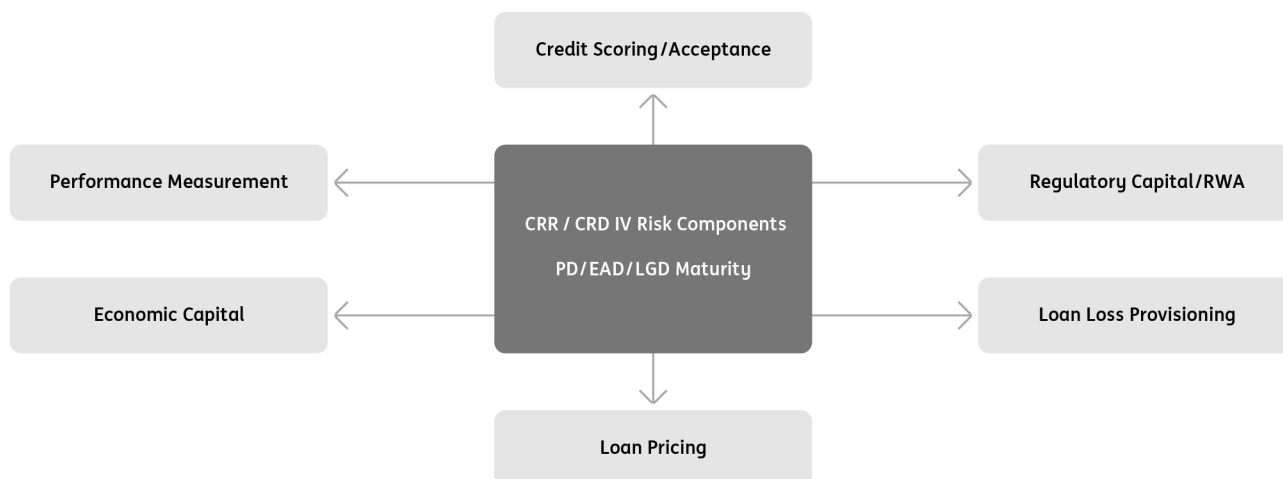 Credit Scoring/Acceptance
Performance Measurement
Regulatory Capital/RWA
CRR / CRD IV Risk Components
PD/EAD/LGD Maturity
Economic Capital
Loan Loss Provisioning
Loan Pricing